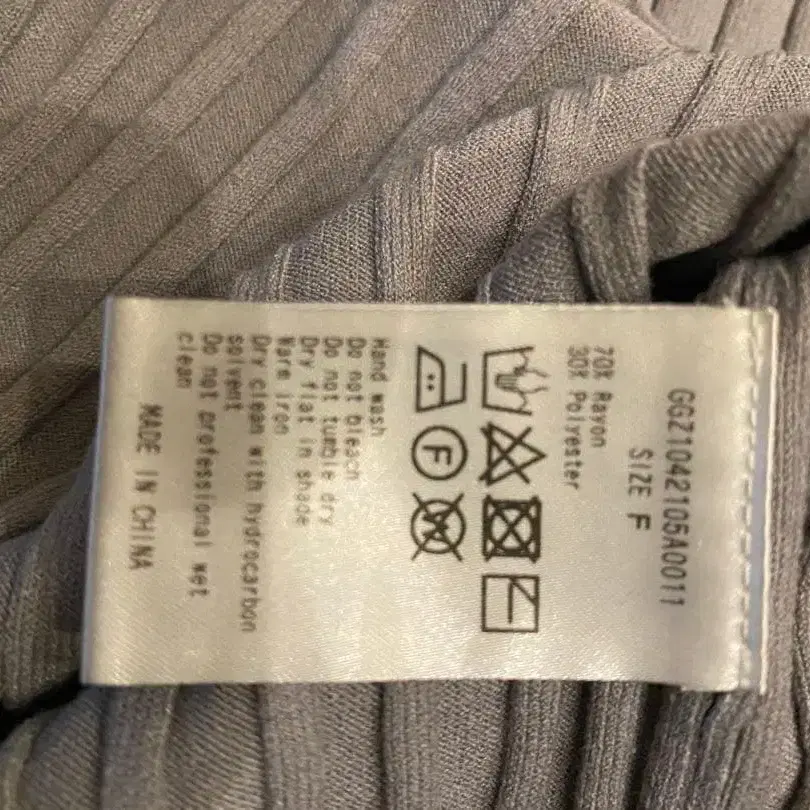 GGZ1042105A0011
SIZE F
70% Rayon
30% Polyester
Hand wash
Do not bleach
Do not tumble dry
Dry flat in shade
Warm iron
Dry clean with hydrocarbon
solvent
Do not professional wet
clean
MADE IN CHINA